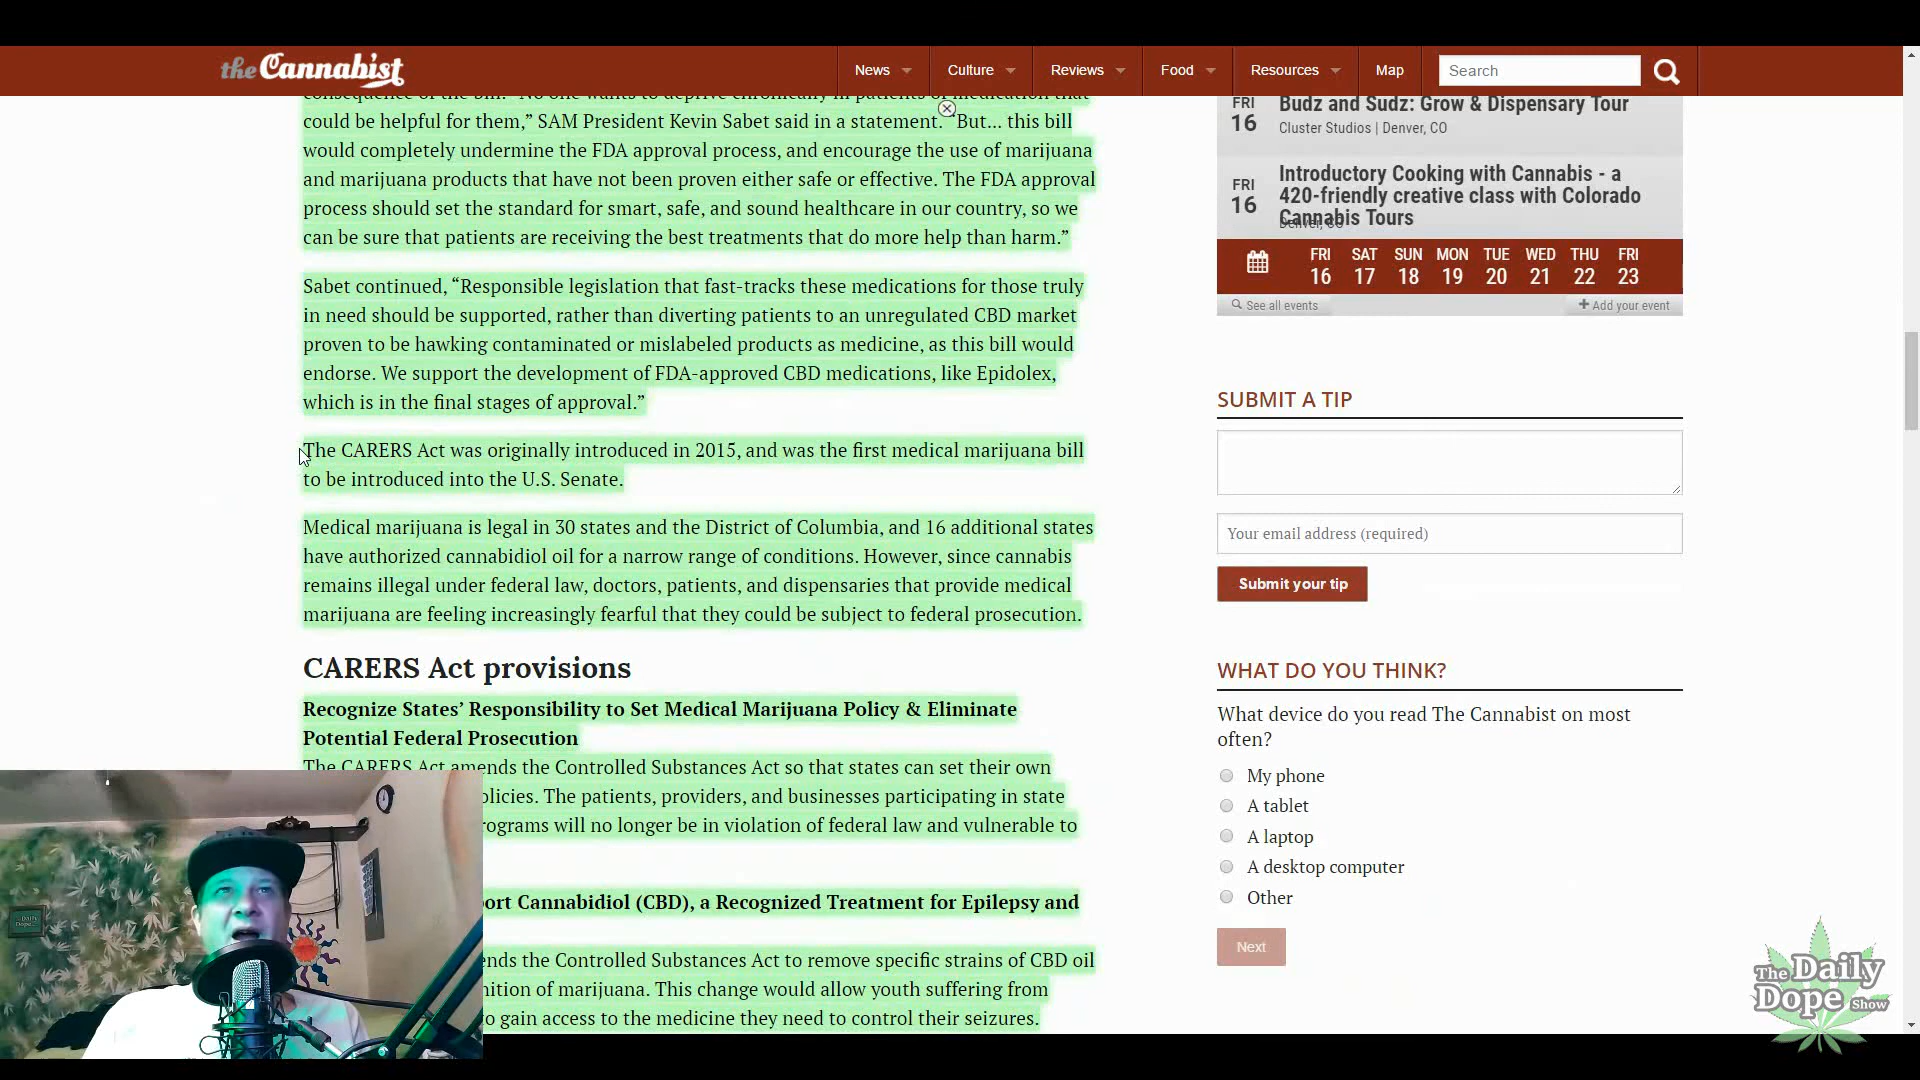 the Cannabist
News
Culture
Reviews
Food
Resources
Map
Search
could be helpful for them,” SAM President Kevin Sabet said in a statement. “But... this bill
would completely undermine the FDA approval process, and encourage the use of marijuana
and marijuana products that have not been proven either safe or effective. The FDA approval
process should set the standard for smart, safe, and sound healthcare in our country, so we
can be sure that patients are receiving the best treatments that do more help than harm.”
Sabet continued, “Responsible legislation that fast-tracks these medications for those truly
in need should be supported, rather than diverting patients to an unregulated CBD market
proven to be hawking contaminated or mislabeled products as medicine, as this bill would
endorse. We support the development of FDA-approved CBD medications, like Epidolex,
which is in the final stages of approval.”
The CARERS Act was originally introduced in 2015, and was the first medical marijuana bill
to be introduced into the U.S. Senate.
Medical marijuana is legal in 30 states and the District of Columbia, and 16 additional states
have authorized cannabidiol oil for a narrow range of conditions. However, since cannabis
remains illegal under federal law, doctors, patients, and dispensaries that provide medical
marijuana are feeling increasingly fearful that they could be subject to federal prosecution.
CARERS Act provisions
Recognize States’ Responsibility to Set Medical Marijuana Policy & Eliminate
Potential Federal Prosecution
The CARERS Act amends the Controlled Substances Act so that states can set their own
olicies. The patients, providers, and businesses participating in state
rograms will no longer be in violation of federal law and vulnerable to
ort Cannabidiol (CBD), a Recognized Treatment for Epilepsy and
ends the Controlled Substances Act to remove specific strains of CBD oil
nition of marijuana. This change would allow youth suffering from
o gain access to the medicine they need to control their seizures.
FRI
16
Budz and Sudz: Grow & Dispensary Tour
Cluster Studios | Denver, CO
FRI
16
Introductory Cooking with Cannabis - a
420-friendly creative class with Colorado
Cannabis Tours
Denver, CO
FRI SAT SUN MON TUE WED THU FRI
16 17 18 19 20 21 22 23
See all events
Add your event
SUBMIT A TIP
Your email address (required)
Submit your tip
WHAT DO YOU THINK?
What device do you read The Cannabist on most
often?
My phone
A tablet
A laptop
A desktop computer
Other
Next
The Daily
Dope Show